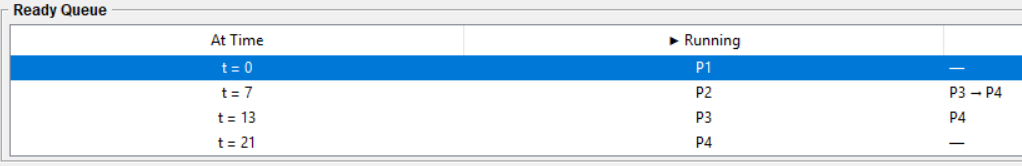 Ready Queue
At Time ► Running
t = 0 P1 —
t = 7 P2 P3 → P4
t = 13 P3 P4
t = 21 P4 —